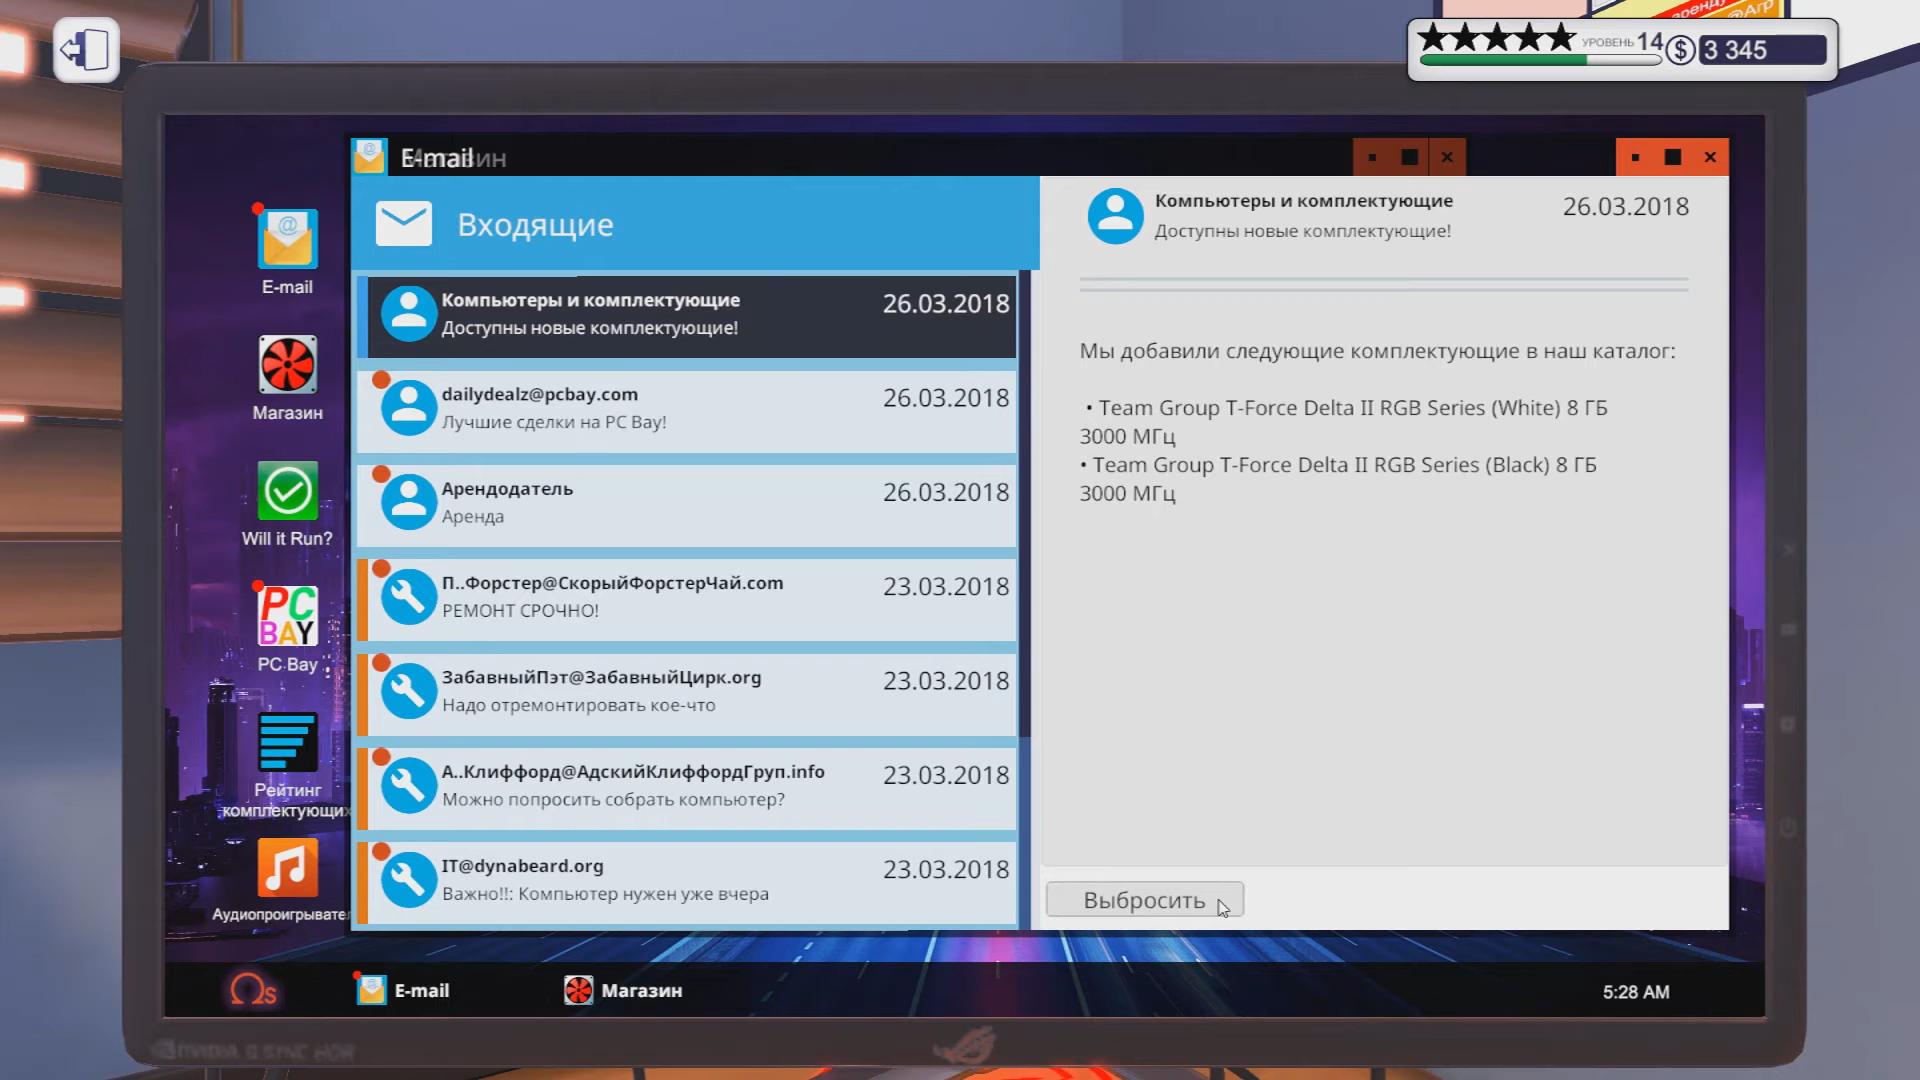 УРОВЕНЬ 14
$ 3 345
E-mail
Входящие
Компьютеры и комплектующие
26.03.2018
Доступны новые комплектующие!
dailydealz@pcbay.com
26.03.2018
Лучшие сделки на PC Bay!
Арендодатель
26.03.2018
Аренда
П..Форстер@СкорыйФорстерЧай.com
23.03.2018
РЕМОНТ СРОЧНО!
ЗабавныйПэт@ЗабавныйЦирк.org
23.03.2018
Надо отремонтировать кое-что
А..Клиффорд@АдскийКлиффордГруп.info
23.03.2018
Можно попросить собрать компьютер?
IT@dynabeard.org
23.03.2018
Важно!!: Компьютер нужен уже вчера
Компьютеры и комплектующие
26.03.2018
Доступны новые комплектующие!
Мы добавили следующие комплектующие в наш каталог:
• Team Group T-Force Delta II RGB Series (White) 8 ГБ
3000 МГц
• Team Group T-Force Delta II RGB Series (Black) 8 ГБ
3000 МГц
Выбросить
E-mail
Магазин
Will it Run?
PC
BAY
PC Bay
Рейтинг
комплектующих
Аудиопроигрывател
Ωs
E-mail
Магазин
5:28 AM